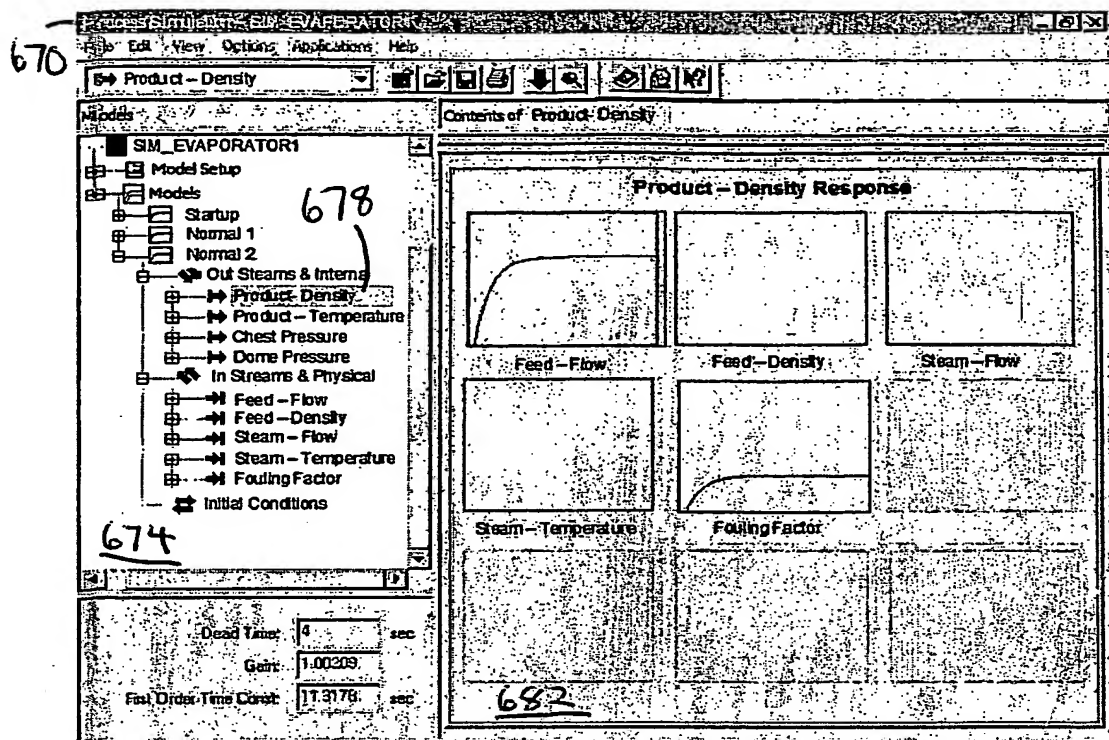 Process Simulation - SIM_EVAPERATOR1
670
File Edit View Options Applications Help
Product - Density
Models
Contents of Product-Density
SIM_EVAPORATOR1
Model Setup
Models
Startup
678
Normal 1
Normal 2
Out Steams & Interna
Product-Density
Product - Temperature
Chest Pressure
Dome Pressure
In Streams & Physical
Feed - Flow
Feed - Density
Steam - Flow
Steam - Temperature
Fouling Factor
Initial Conditions
674
Product - Density Response
Feed - Flow
Feed - Density
Steam - Flow
Steam - Temperature
Fouling Factor
682
Dead Time: 4 sec
Gain: 1.00209
First Order Time Const: 11.3178 sec